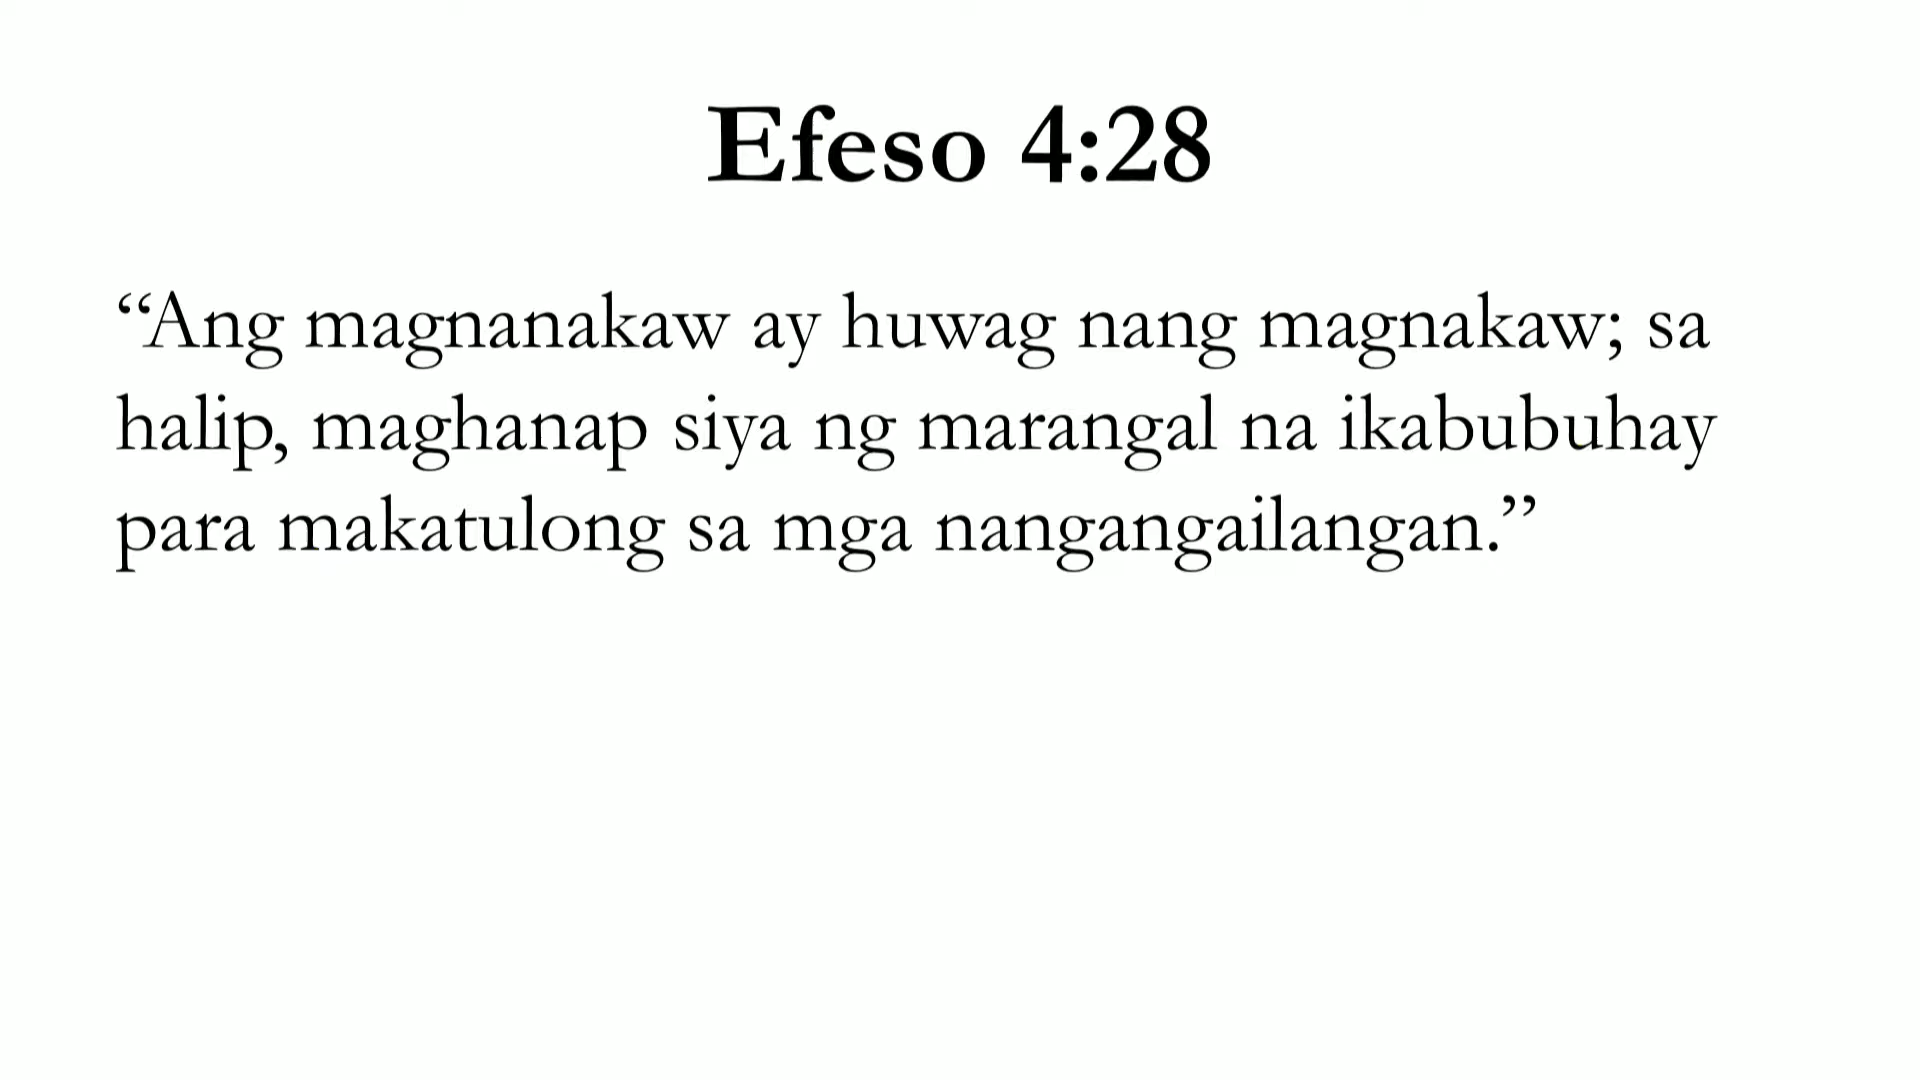 Efeso 4:28
“Ang magnanakaw ay huwag nang magnakaw; sa
halip, maghanap siya ng marangal na ikabubuhay
para makatulong sa mga nangangailangan.”